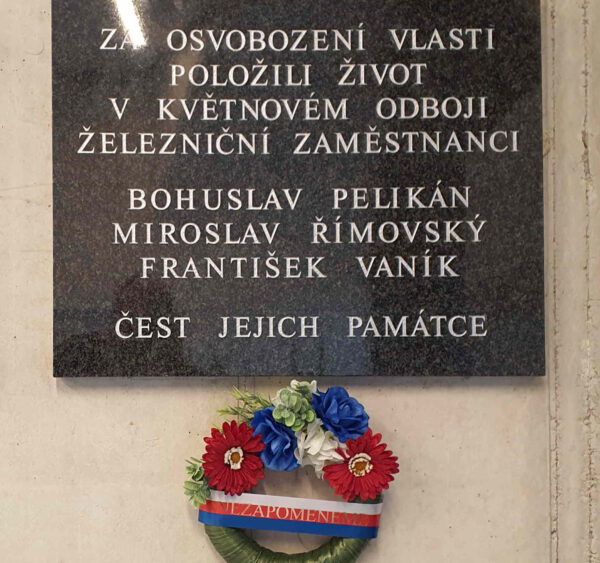 ZA OSVOBOZENÍ VLASTI
POLOŽILI ŽIVOT
V KVĚTNOVÉM ODBOJI
ŽELEZNIČNÍ ZAMĚSTNANCI
BOHUSLAV PELIKÁN
MIROSLAV ŘÍMOVSKÝ
FRANTIŠEK VANÍK
ČEST JEJICH PAMÁTCE